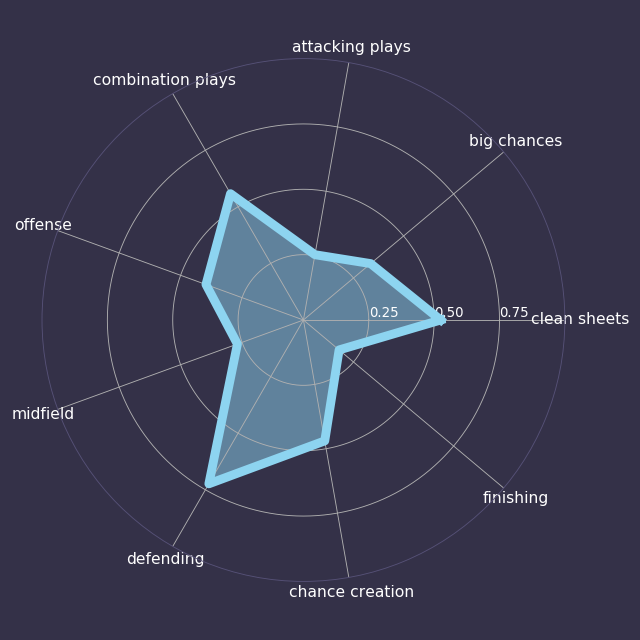 attacking plays
combination plays
big chances
offense
0.25
0.50
0.75
clean sheets
midfield
finishing
defending
chance creation